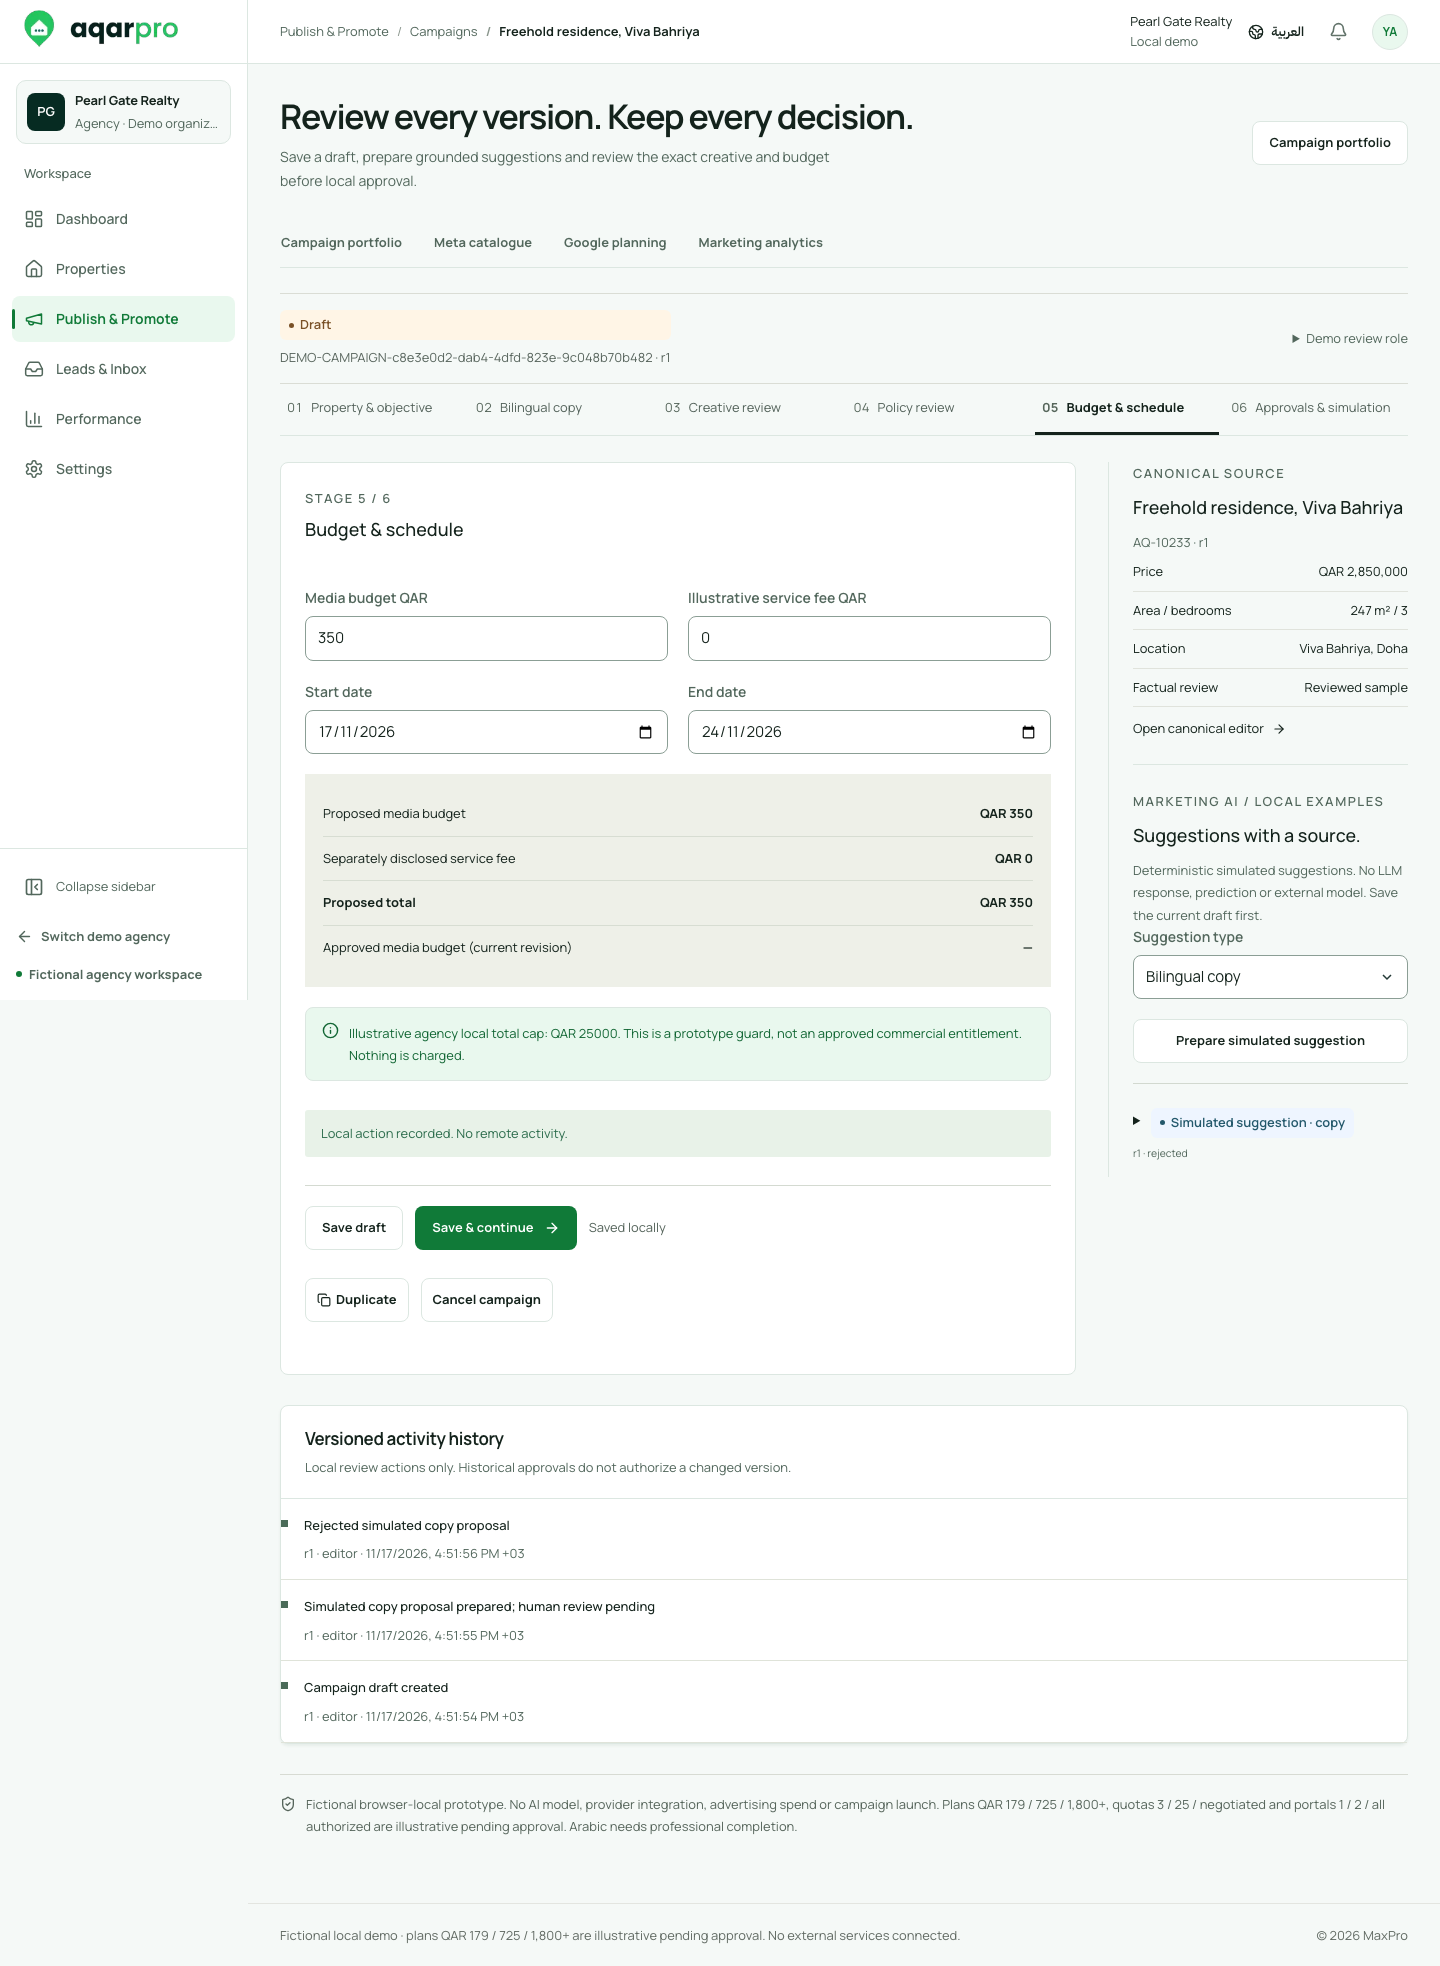 aqarpro
Publish & Promote / Campaigns / Freehold residence, Viva Bahriya
Pearl Gate Realty
Local demo
العربية
YA
PG
Pearl Gate Realty
Agency · Demo organiz...
Workspace
Dashboard
Properties
Publish & Promote
Leads & Inbox
Performance
Settings
Collapse sidebar
Switch demo agency
Fictional agency workspace
Review every version. Keep every decision.
Save a draft, prepare grounded suggestions and review the exact creative and budget
before local approval.
Campaign portfolio
Campaign portfolio
Meta catalogue
Google planning
Marketing analytics
Draft
DEMO-CAMPAIGN-c8e3e0d2-dab4-4dfd-823e-9c048b70b482 · r1
Demo review role
01 Property & objective
02 Bilingual copy
03 Creative review
04 Policy review
05 Budget & schedule
06 Approvals & simulation
STAGE 5 / 6
Budget & schedule
Media budget QAR
Illustrative service fee QAR
350
0
Start date
End date
17/11/2026
24/11/2026
Proposed media budget QAR 350
Separately disclosed service fee QAR 0
Proposed total QAR 350
Approved media budget (current revision) —
Illustrative agency local total cap: QAR 25000. This is a prototype guard, not an approved commercial entitlement.
Nothing is charged.
Local action recorded. No remote activity.
Save draft
Save & continue
Saved locally
Duplicate
Cancel campaign
CANONICAL SOURCE
Freehold residence, Viva Bahriya
AQ-10233 · r1
Price QAR 2,850,000
Area / bedrooms 247 m² / 3
Location Viva Bahriya, Doha
Factual review Reviewed sample
Open canonical editor
MARKETING AI / LOCAL EXAMPLES
Suggestions with a source.
Deterministic simulated suggestions. No LLM
response, prediction or external model. Save
the current draft first.
Suggestion type
Bilingual copy
Prepare simulated suggestion
Simulated suggestion · copy
r1 · rejected
Versioned activity history
Local review actions only. Historical approvals do not authorize a changed version.
Rejected simulated copy proposal
r1 · editor · 11/17/2026, 4:51:56 PM +03
Simulated copy proposal prepared; human review pending
r1 · editor · 11/17/2026, 4:51:55 PM +03
Campaign draft created
r1 · editor · 11/17/2026, 4:51:54 PM +03
Fictional browser-local prototype. No AI model, provider integration, advertising spend or campaign launch. Plans QAR 179 / 725 / 1,800+, quotas 3 / 25 / negotiated and portals 1 / 2 / all
authorized are illustrative pending approval. Arabic needs professional completion.
Fictional local demo · plans QAR 179 / 725 / 1,800+ are illustrative pending approval. No external services connected.
© 2026 MaxPro